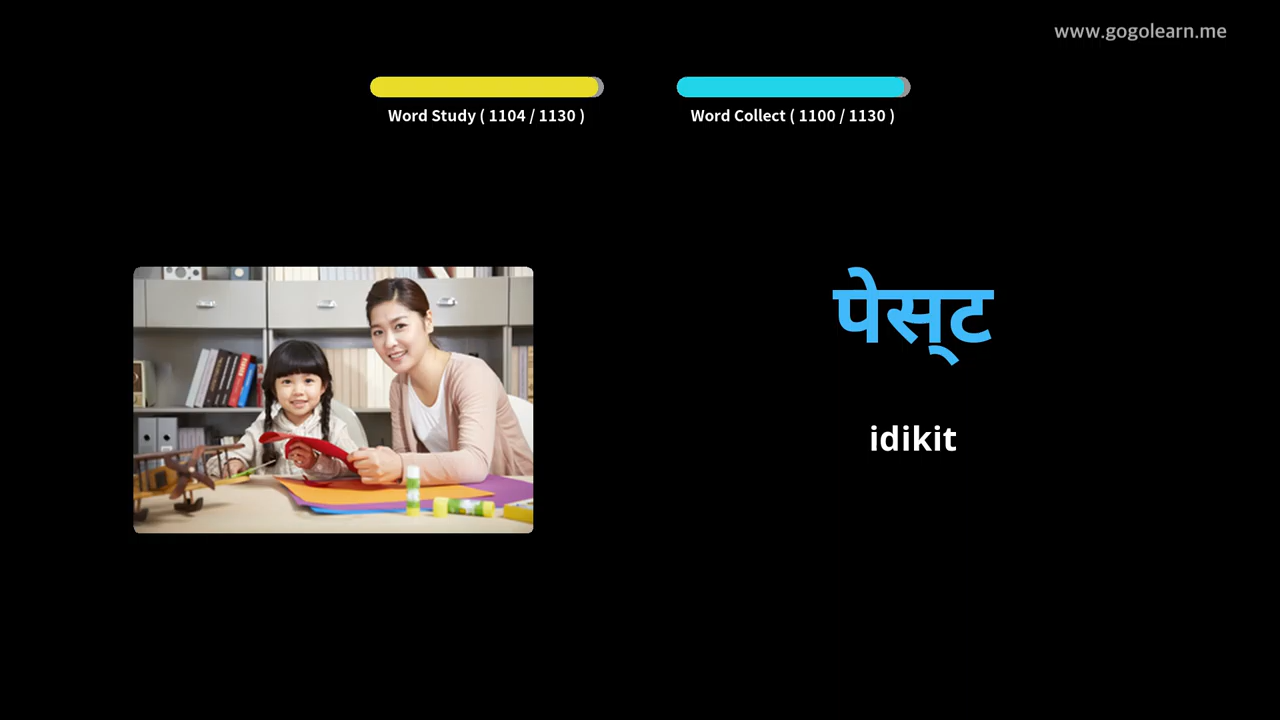 www.gogolearn.me
Word Study ( 1104 / 1130 )
Word Collect ( 1100 / 1130 )
पेस्‌ट
idikit